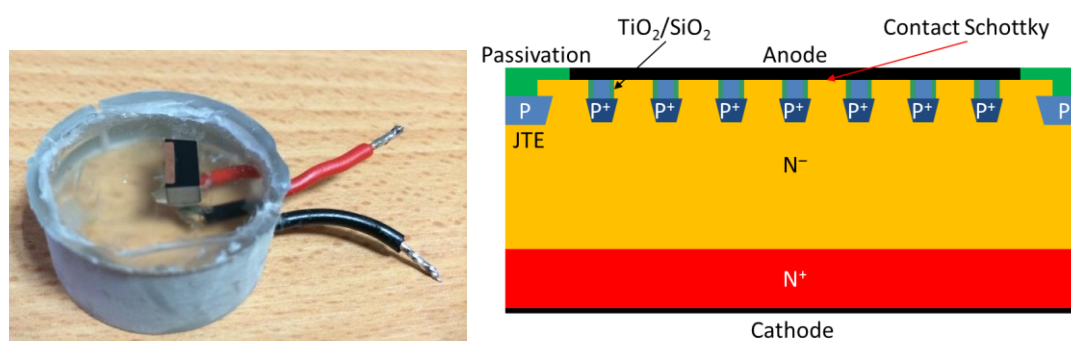 TiO₂/SiO₂
Contact Schottky
Passivation
Anode
P
P⁺
P⁺
P⁺
P⁺
P⁺
P⁺
P⁺
P
JTE
N⁻
N⁺
Cathode